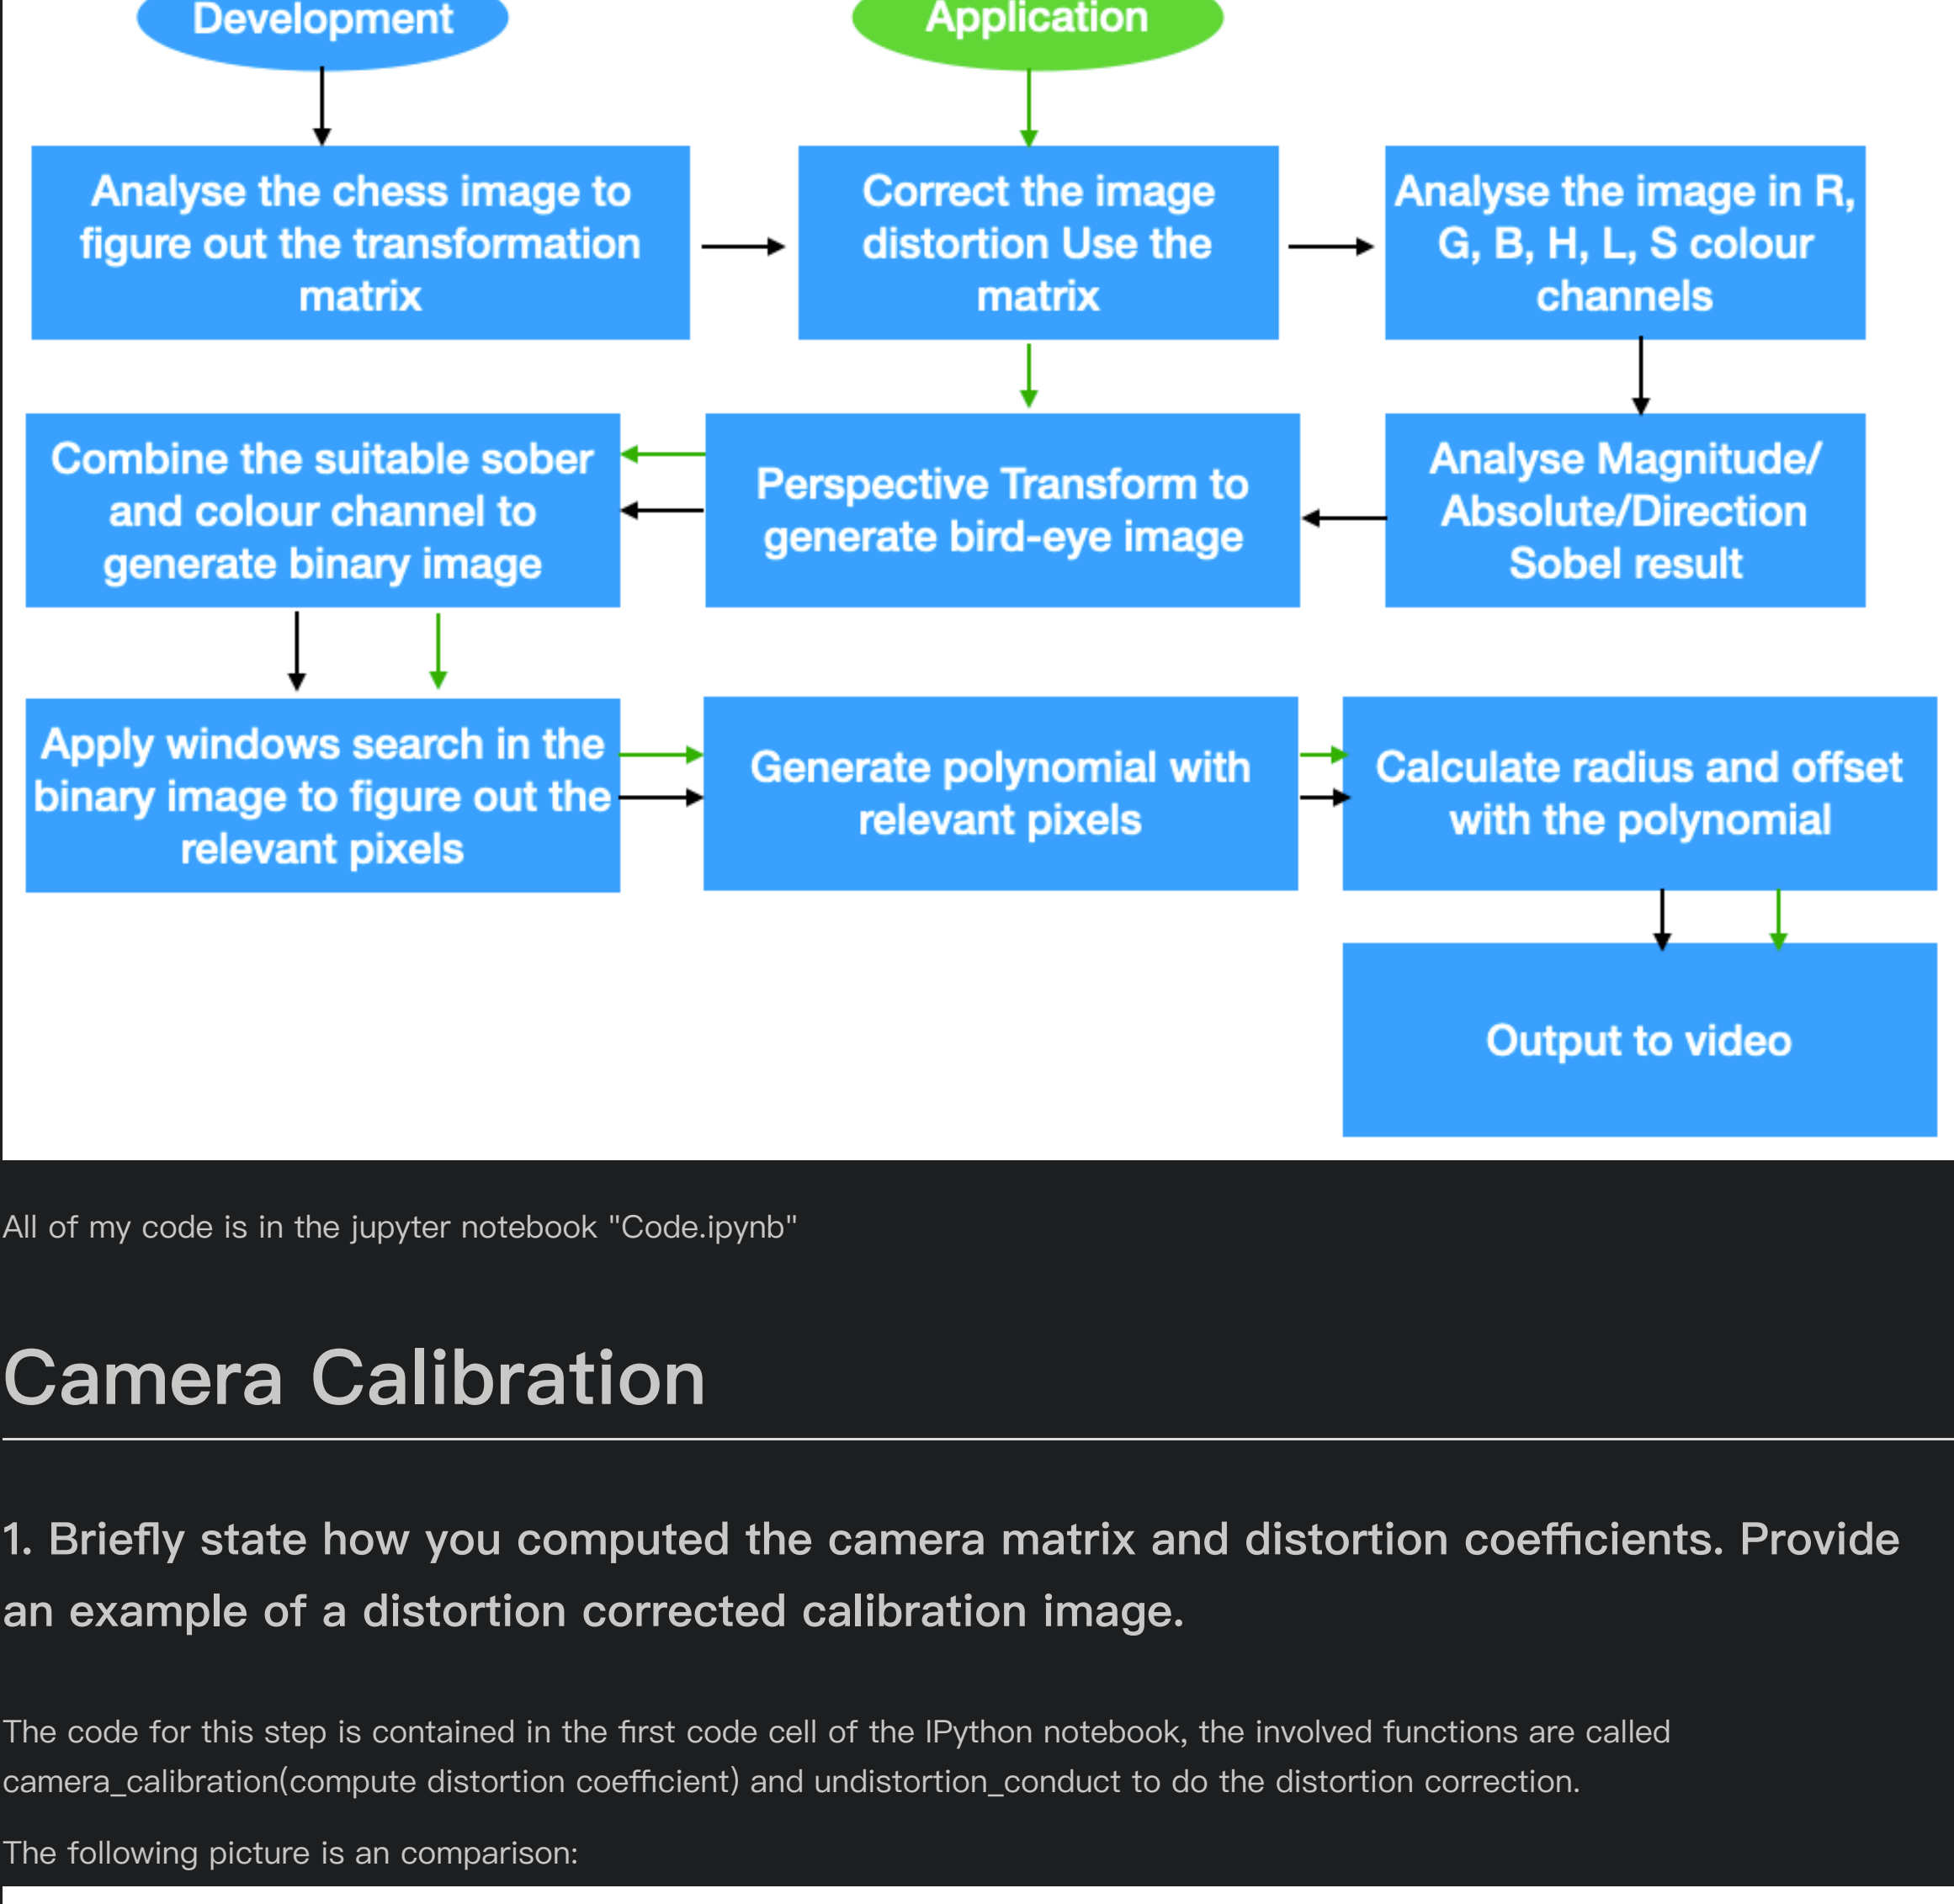 Development
Application
Analyse the chess image to
figure out the transformation
matrix
Correct the image
distortion Use the
matrix
Analyse the image in R,
G, B, H, L, S colour
channels
Combine the suitable sober
and colour channel to
generate binary image
Perspective Transform to
generate bird-eye image
Analyse Magnitude/
Absolute/Direction
Sobel result
Apply windows search in the
binary image to figure out the
relevant pixels
Generate polynomial with
relevant pixels
Calculate radius and offset
with the polynomial
Output to video
All of my code is in the jupyter notebook "Code.ipynb"
Camera Calibration
1. Briefly state how you computed the camera matrix and distortion coefficients. Provide
an example of a distortion corrected calibration image.
The code for this step is contained in the first code cell of the IPython notebook, the involved functions are called
camera_calibration(compute distortion coefficient) and undistortion_conduct to do the distortion correction.
The following picture is an comparison: